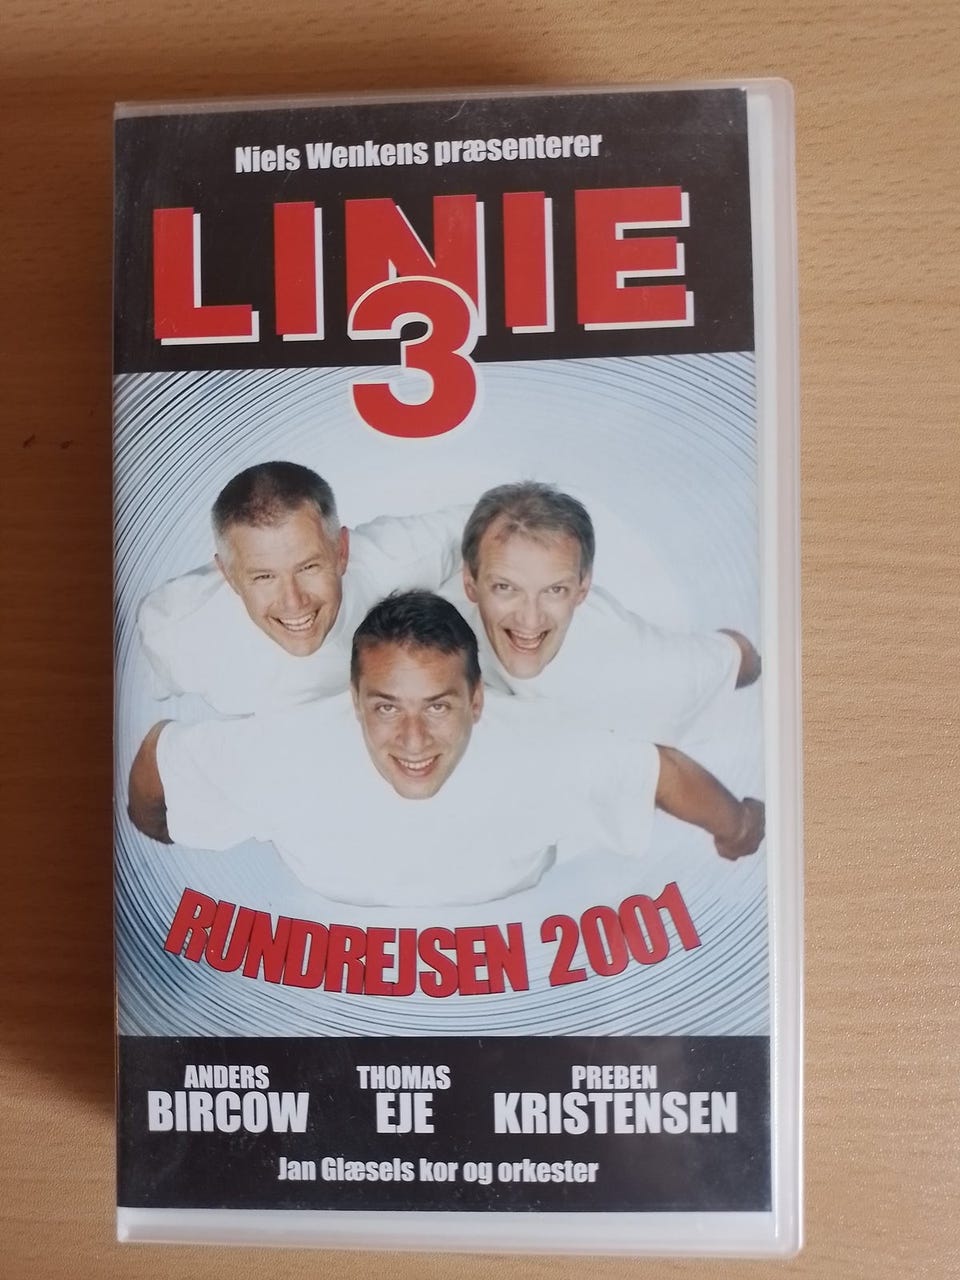 Niels Wenkens præsenterer
LINIE
3
RUNDREJSEN 2001
ANDERS THOMAS PREBEN
BIRCOW EJE KRISTENSEN
Jan Glæsels kor og orkester